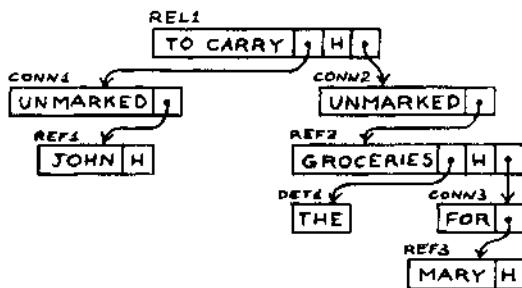 REL1
TO CARRY H
CONN1 CONN2
UNMARKED UNMARKED
REF1 REF2
JOHN H GROCERIES H
DET1 CONN3
THE FOR
REF3
MARY H